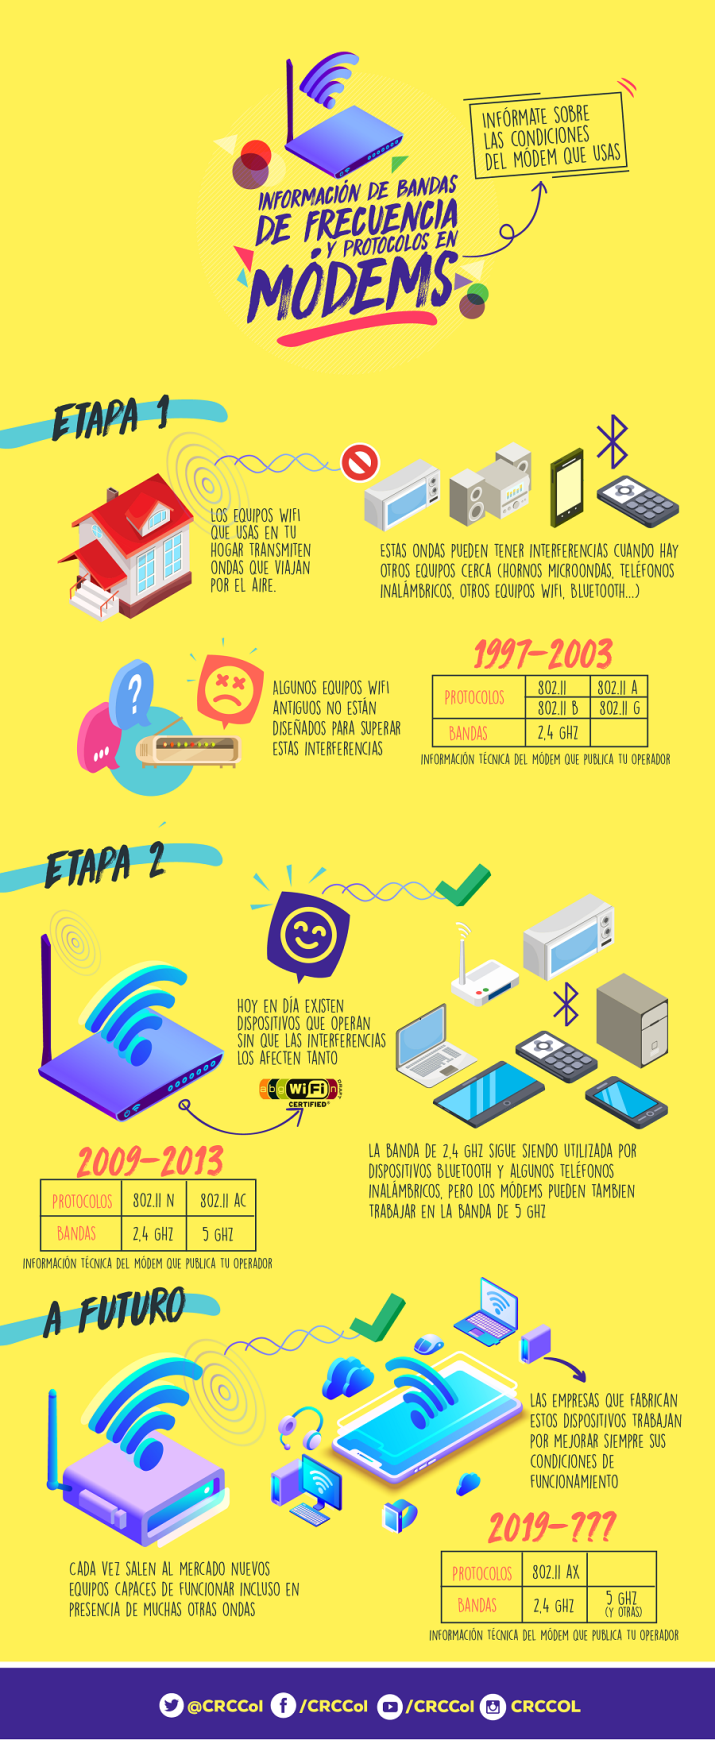 INFORMACIÓN DE BANDAS
DE FRECUENCIA
Y PROTOCOLOS EN
MÓDEMS
INFÓRMATE SOBRE
LAS CONDICIONES
DEL MÓDEM QUE USAS
ETAPA 1
LOS EQUIPOS WIFI
QUE USAS EN TU
HOGAR TRANSMITEN
ONDAS QUE VIAJAN
POR EL AIRE.
ESTAS ONDAS PUEDEN TENER INTERFERENCIAS CUANDO HAY
OTROS EQUIPOS CERCA (HORNOS MICROONDAS, TELÉFONOS
INALÁMBRICOS, OTROS EQUIPOS WIFI, BLUETOOTH...)
?
ALGUNOS EQUIPOS WIFI
ANTIGUOS NO ESTÁN
DISEÑADOS PARA SUPERAR
ESTAS INTERFERENCIAS
1997-2003
PROTOCOLOS
802.11
802.11 A
802.11 B
802.11 G
BANDAS
2,4 GHZ
INFORMACIÓN TÉCNICA DEL MÓDEM QUE PUBLICA TU OPERADOR
ETAPA 2
HOY EN DÍA EXISTEN
DISPOSITIVOS QUE OPERAN
SIN QUE LAS INTERFERENCIAS
LOS AFECTEN TANTO
a b g WiFi n
CERTIFIED®
LA BANDA DE 2,4 GHZ SIGUE SIENDO UTILIZADA POR
DISPOSITIVOS BLUETOOTH Y ALGUNOS TELÉFONOS
INALÁMBRICOS, PERO LOS MÓDEMS PUEDEN TAMBIEN
TRABAJAR EN LA BANDA DE 5 GHZ
2009-2013
PROTOCOLOS
802.11 N
802.11 AC
BANDAS
2,4 GHZ
5 GHZ
INFORMACIÓN TÉCNICA DEL MÓDEM QUE PUBLICA TU OPERADOR
A FUTURO
LAS EMPRESAS QUE FABRICAN
ESTOS DISPOSITIVOS TRABAJAN
POR MEJORAR SIEMPRE SUS
CONDICIONES DE
FUNCIONAMIENTO
CADA VEZ SALEN AL MERCADO NUEVOS
EQUIPOS CAPACES DE FUNCIONAR INCLUSO EN
PRESENCIA DE MUCHAS OTRAS ONDAS
2019-???
PROTOCOLOS
802.11 AX
BANDAS
2,4 GHZ
5 GHZ
(Y OTRAS)
INFORMACIÓN TÉCNICA DEL MÓDEM QUE PUBLICA TU OPERADOR
@CRCCol
/CRCCol
/CRCCol
CRCCOL